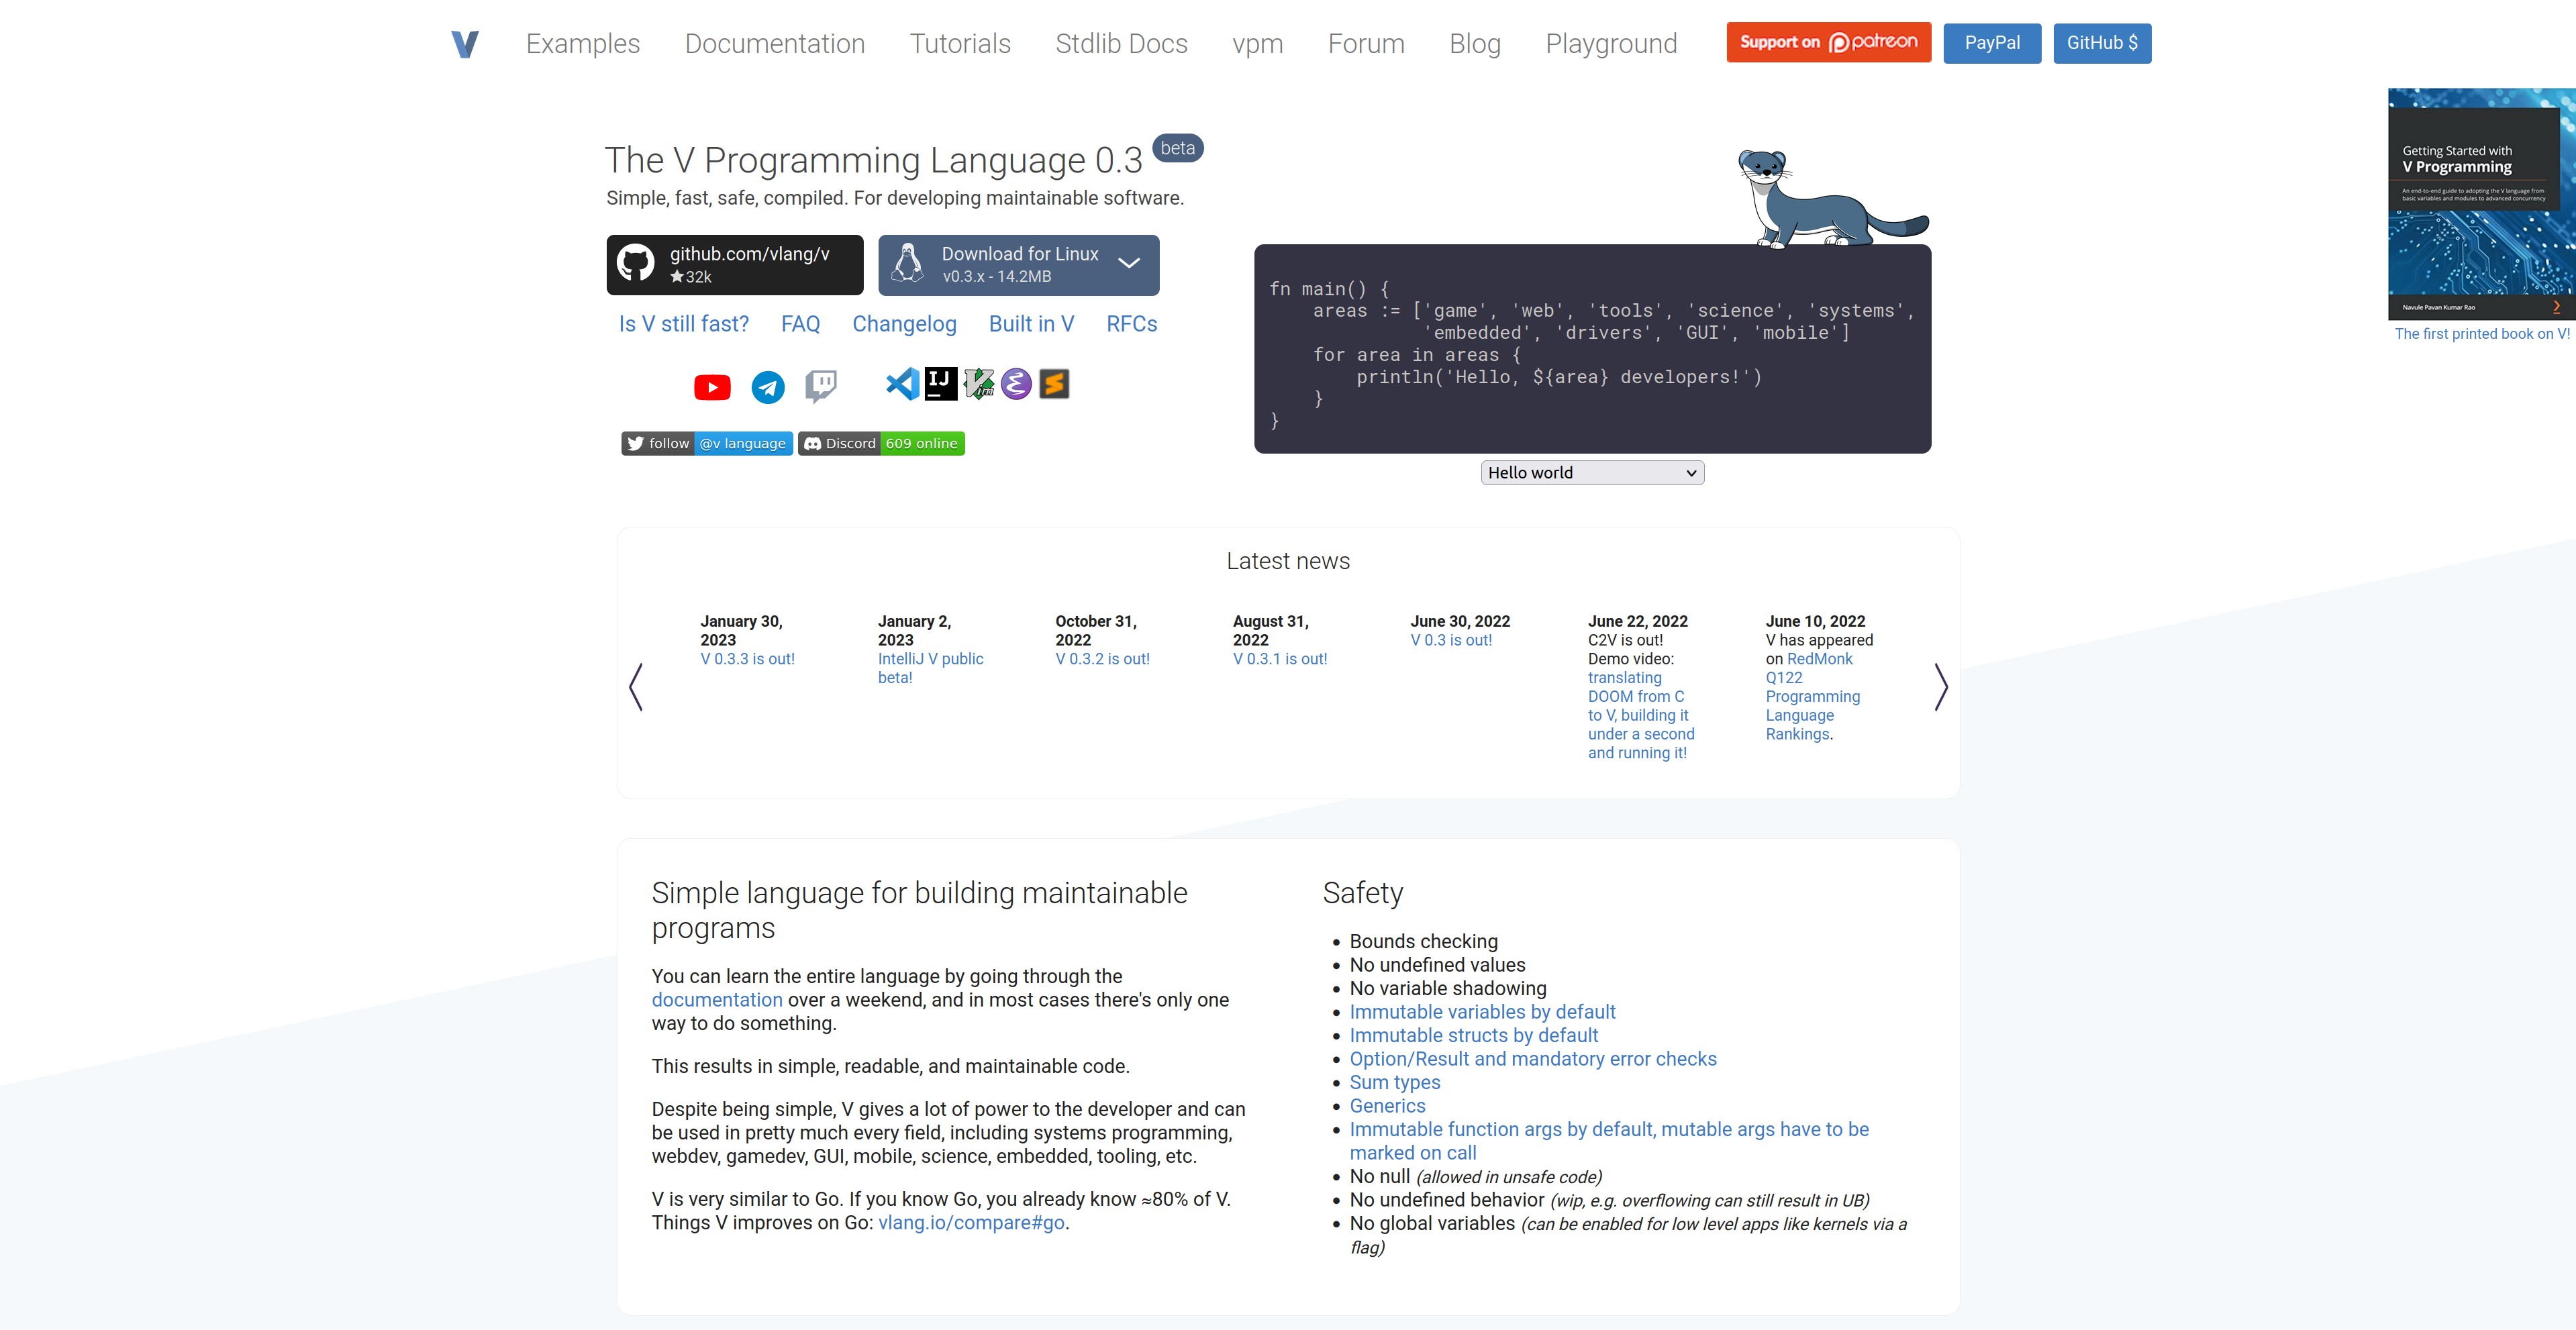 V Examples Documentation Tutorials Stdlib Docs vpm Forum Blog Playground Support on patreon PayPal GitHub $
The V Programming Language 0.3 beta
Simple, fast, safe, compiled. For developing maintainable software.
github.com/vlang/v
32k
Download for Linux
v0.3.x - 14.2MB
Is V still fast? FAQ Changelog Built in V RFCs
IJ
follow @v language Discord 609 online
fn main() {
    areas := ['game', 'web', 'tools', 'science', 'systems',
              'embedded', 'drivers', 'GUI', 'mobile']
    for area in areas {
        println('Hello, ${area} developers!')
    }
}
Hello world
Getting Started with
V Programming
An end-to-end guide to adopting the V language from
basic variables and modules to advanced concurrency
Navule Pavan Kumar Rao
The first printed book on V!
Latest news
January 30,
2023
V 0.3.3 is out!
January 2,
2023
IntelliJ V public
beta!
October 31,
2022
V 0.3.2 is out!
August 31,
2022
V 0.3.1 is out!
June 30, 2022
V 0.3 is out!
June 22, 2022
C2V is out!
Demo video:
translating
DOOM from C
to V, building it
under a second
and running it!
June 10, 2022
V has appeared
on RedMonk
Q122
Programming
Language
Rankings.
Simple language for building maintainable
programs
You can learn the entire language by going through the
documentation over a weekend, and in most cases there's only one
way to do something.
This results in simple, readable, and maintainable code.
Despite being simple, V gives a lot of power to the developer and can
be used in pretty much every field, including systems programming,
webdev, gamedev, GUI, mobile, science, embedded, tooling, etc.
V is very similar to Go. If you know Go, you already know ≈80% of V.
Things V improves on Go: vlang.io/compare#go.
Safety
• Bounds checking
• No undefined values
• No variable shadowing
• Immutable variables by default
• Immutable structs by default
• Option/Result and mandatory error checks
• Sum types
• Generics
• Immutable function args by default, mutable args have to be
marked on call
• No null (allowed in unsafe code)
• No undefined behavior (wip, e.g. overflowing can still result in UB)
• No global variables (can be enabled for low level apps like kernels via a
flag)